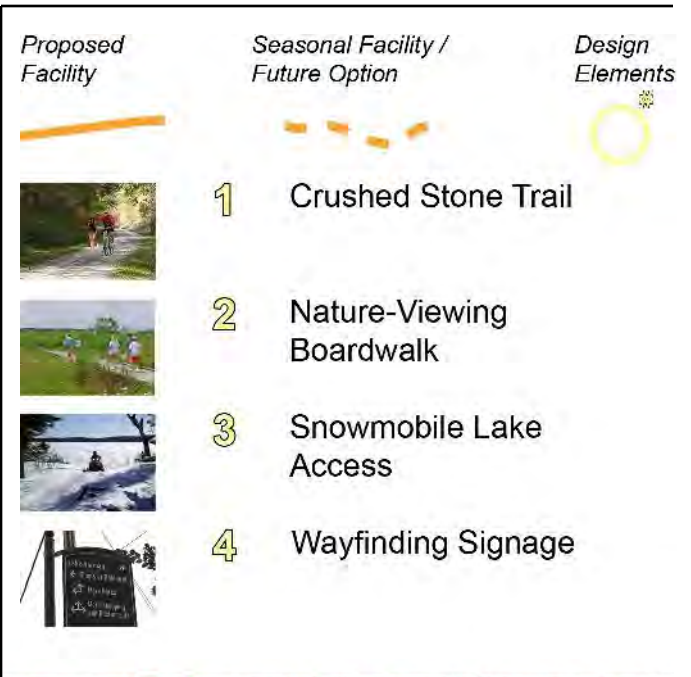 Proposed Facility
Seasonal Facility / Future Option
Design Elements
1 Crushed Stone Trail
2 Nature-Viewing
Boardwalk
3 Snowmobile Lake
Access
4 Wayfinding Signage